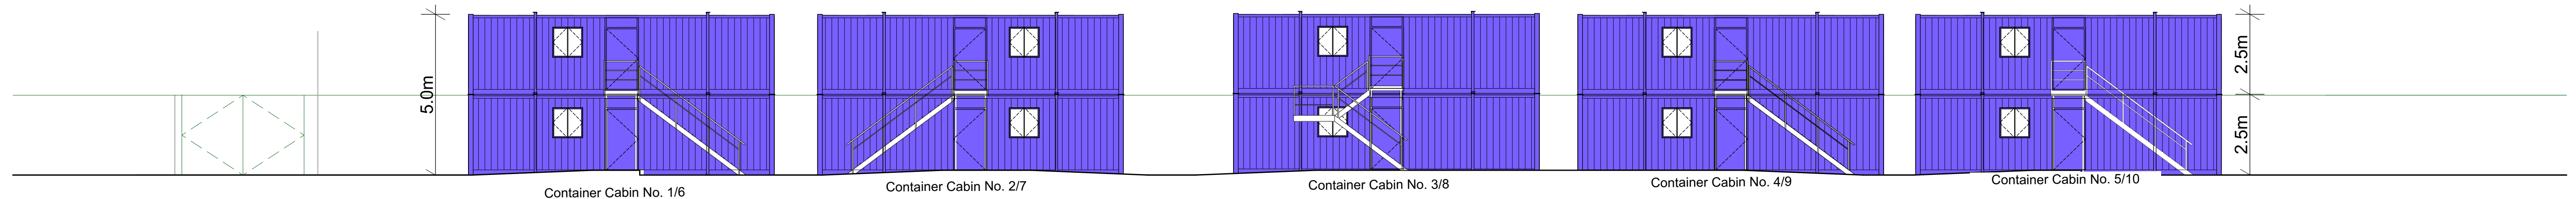 5.0m
2.5m
2.5m
Container Cabin No. 1/6
Container Cabin No. 2/7
Container Cabin No. 3/8
Container Cabin No. 4/9
Container Cabin No. 5/10